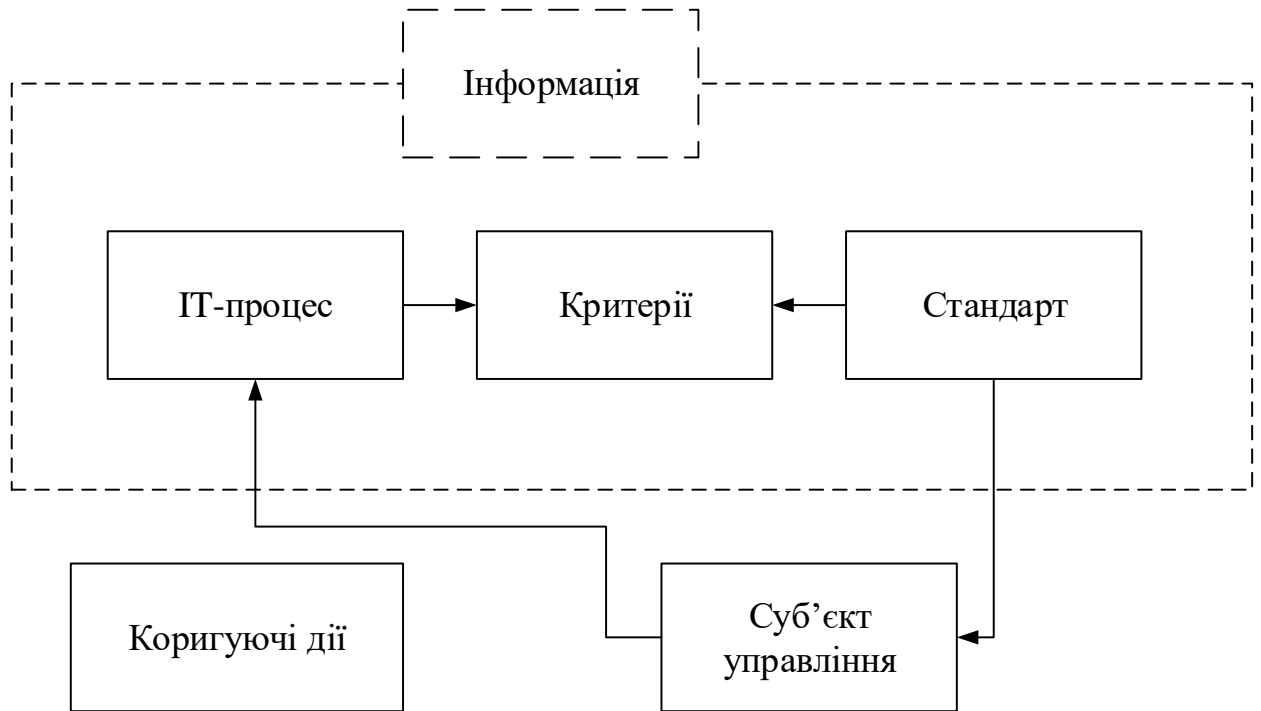 Інформація
ІТ-процес
Критерії
Стандарт
Коригуючі дії
Суб’єкт
управління